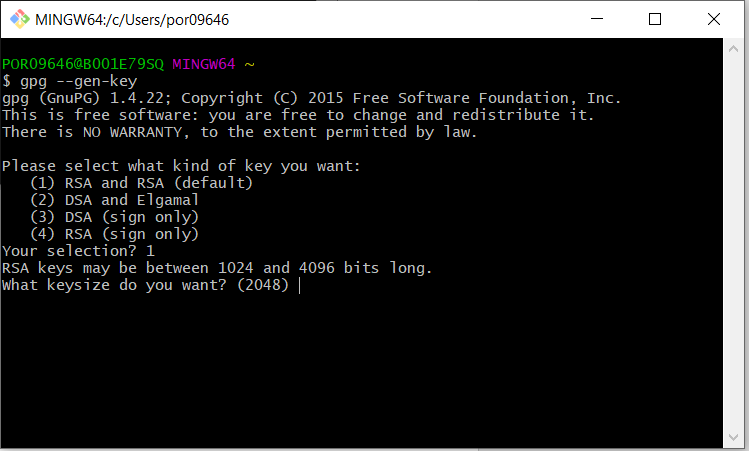 MINGW64:/c/Users/por09646
POR09646@BO01E79SQ MINGW64 ~
$ gpg --gen-key
gpg (GnuPG) 1.4.22; Copyright (C) 2015 Free Software Foundation, Inc.
This is free software: you are free to change and redistribute it.
There is NO WARRANTY, to the extent permitted by law.
Please select what kind of key you want:
(1) RSA and RSA (default)
(2) DSA and Elgamal
(3) DSA (sign only)
(4) RSA (sign only)
Your selection? 1
RSA keys may be between 1024 and 4096 bits long.
What keysize do you want? (2048)